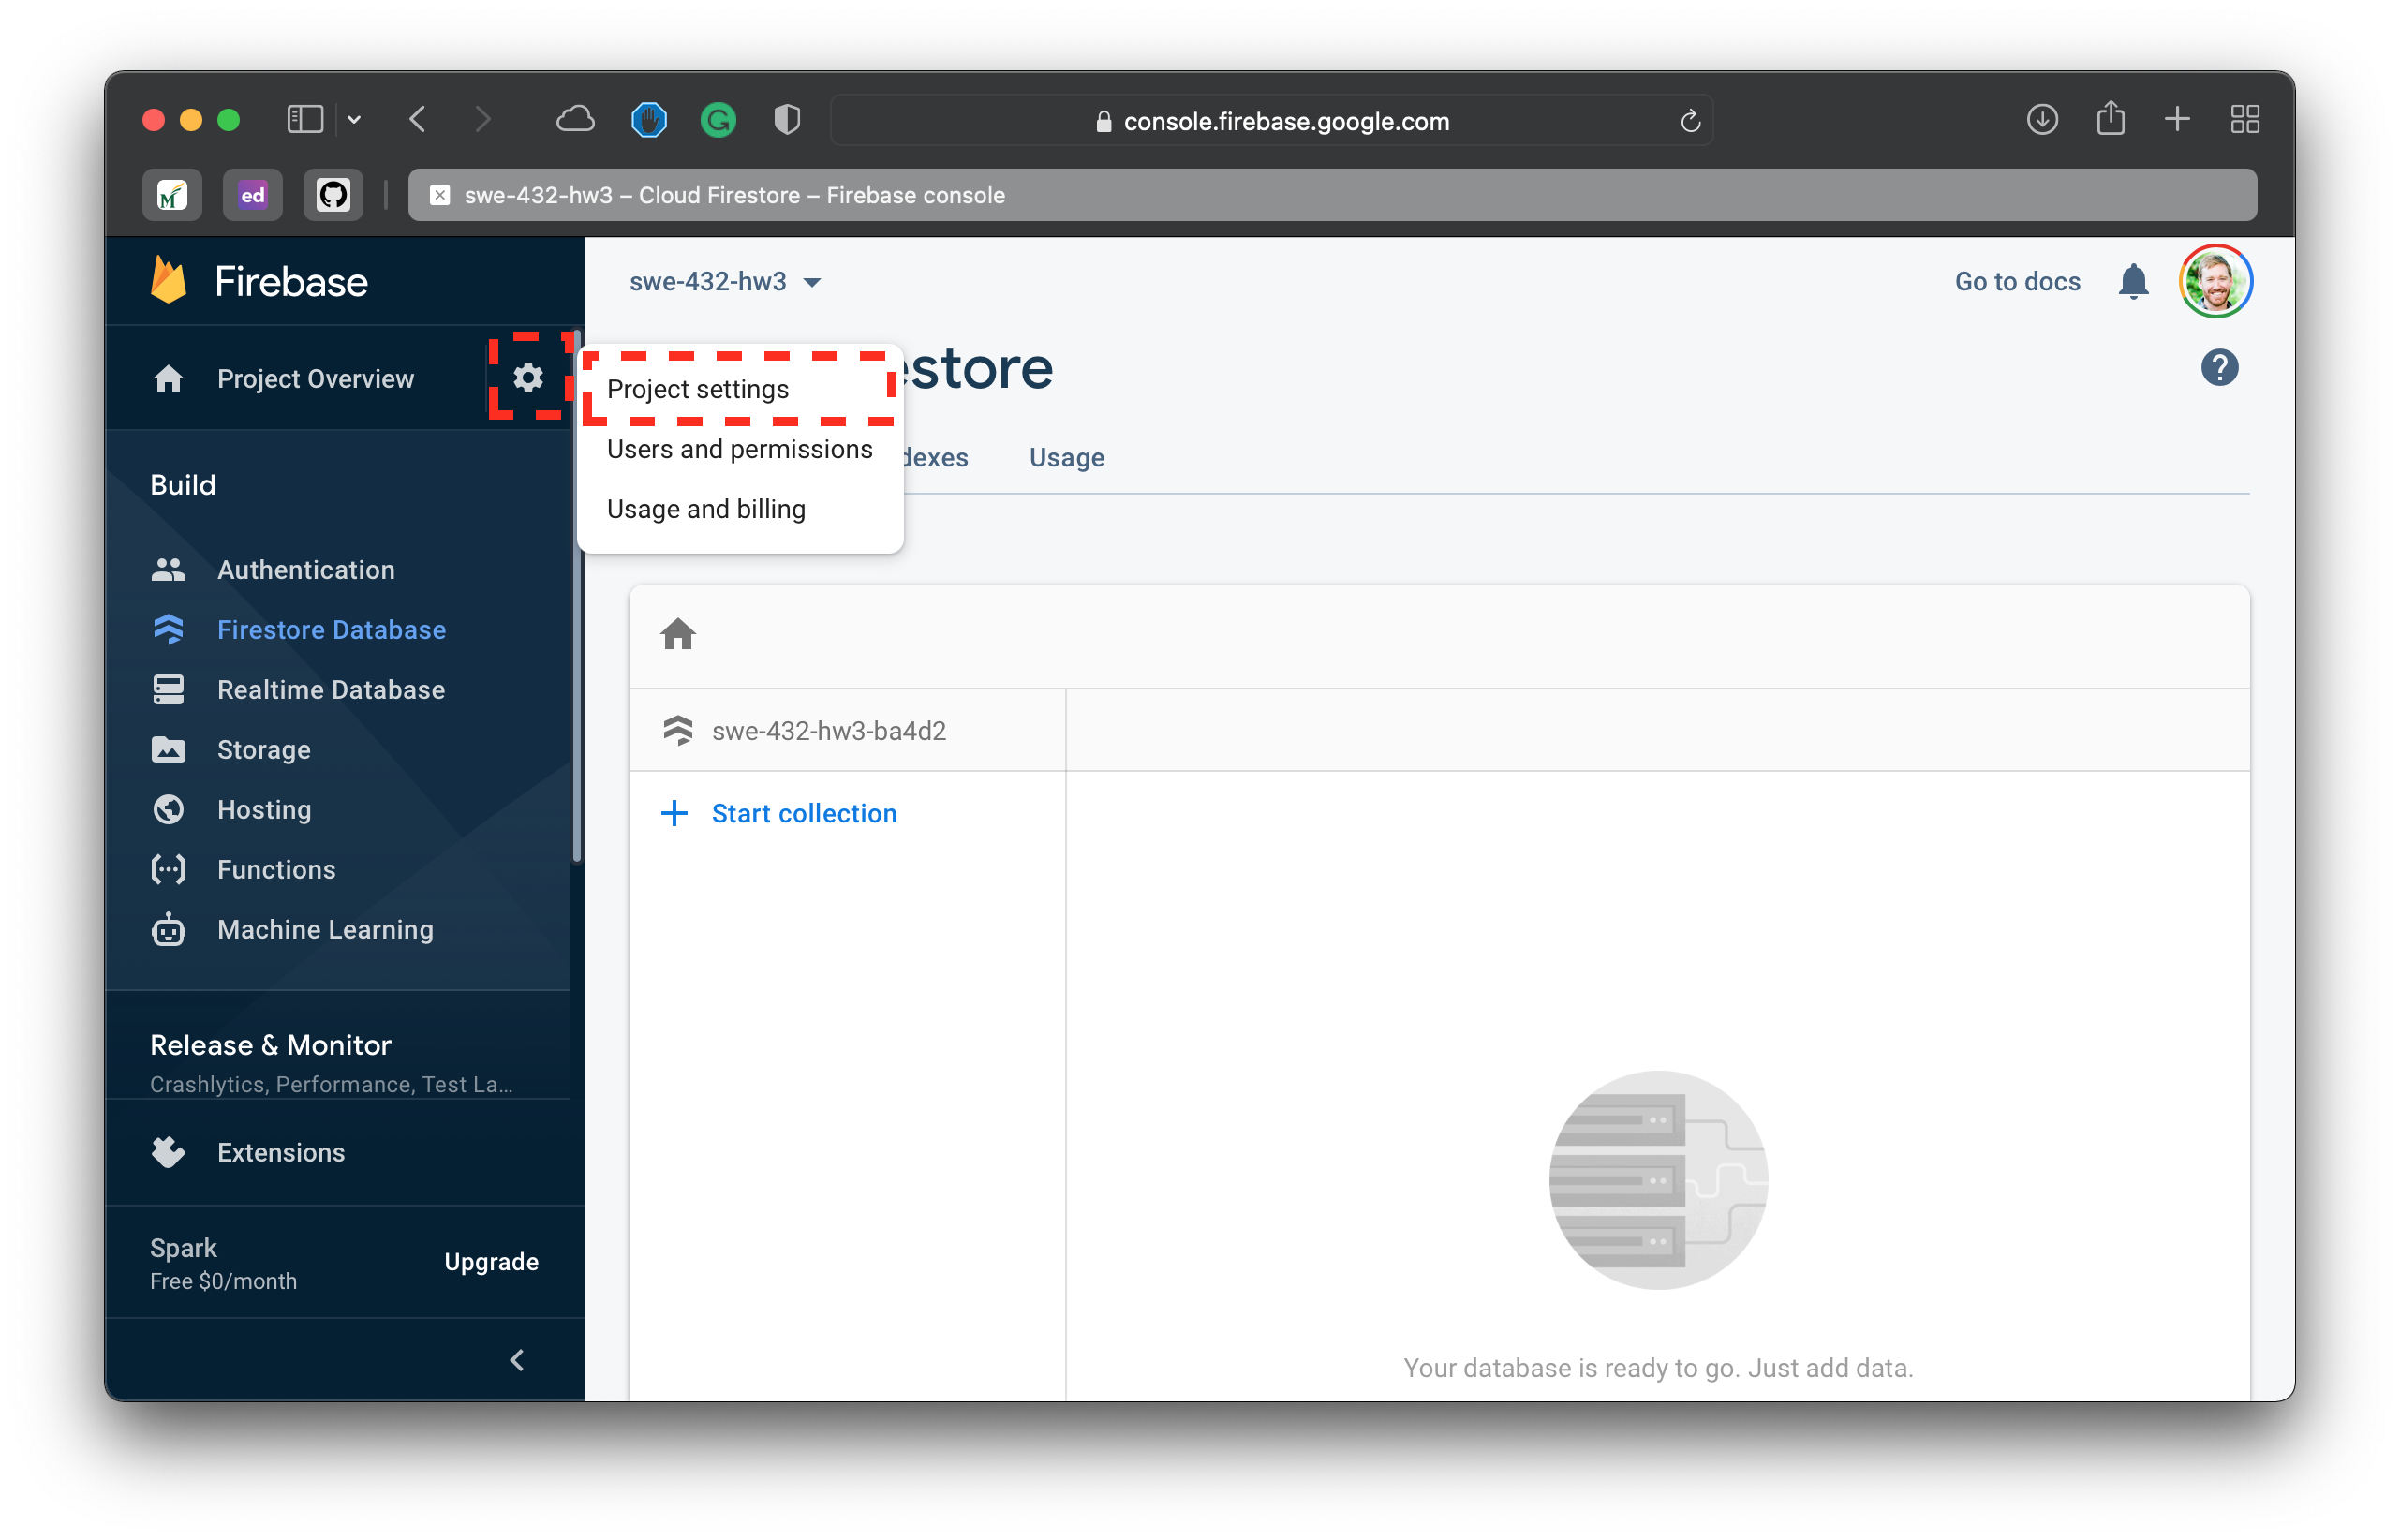 console.firebase.google.com
ed
swe-432-hw3 – Cloud Firestore – Firebase console
Firebase
swe-432-hw3
Go to docs
Project Overview
Project settings
Users and permissions
Usage and billing
estore
dexes
Usage
Build
Authentication
Firestore Database
Realtime Database
Storage
Hosting
Functions
Machine Learning
swe-432-hw3-ba4d2
Start collection
Release & Monitor
Crashlytics, Performance, Test La...
Extensions
Spark
Free $0/month
Upgrade
Your database is ready to go. Just add data.